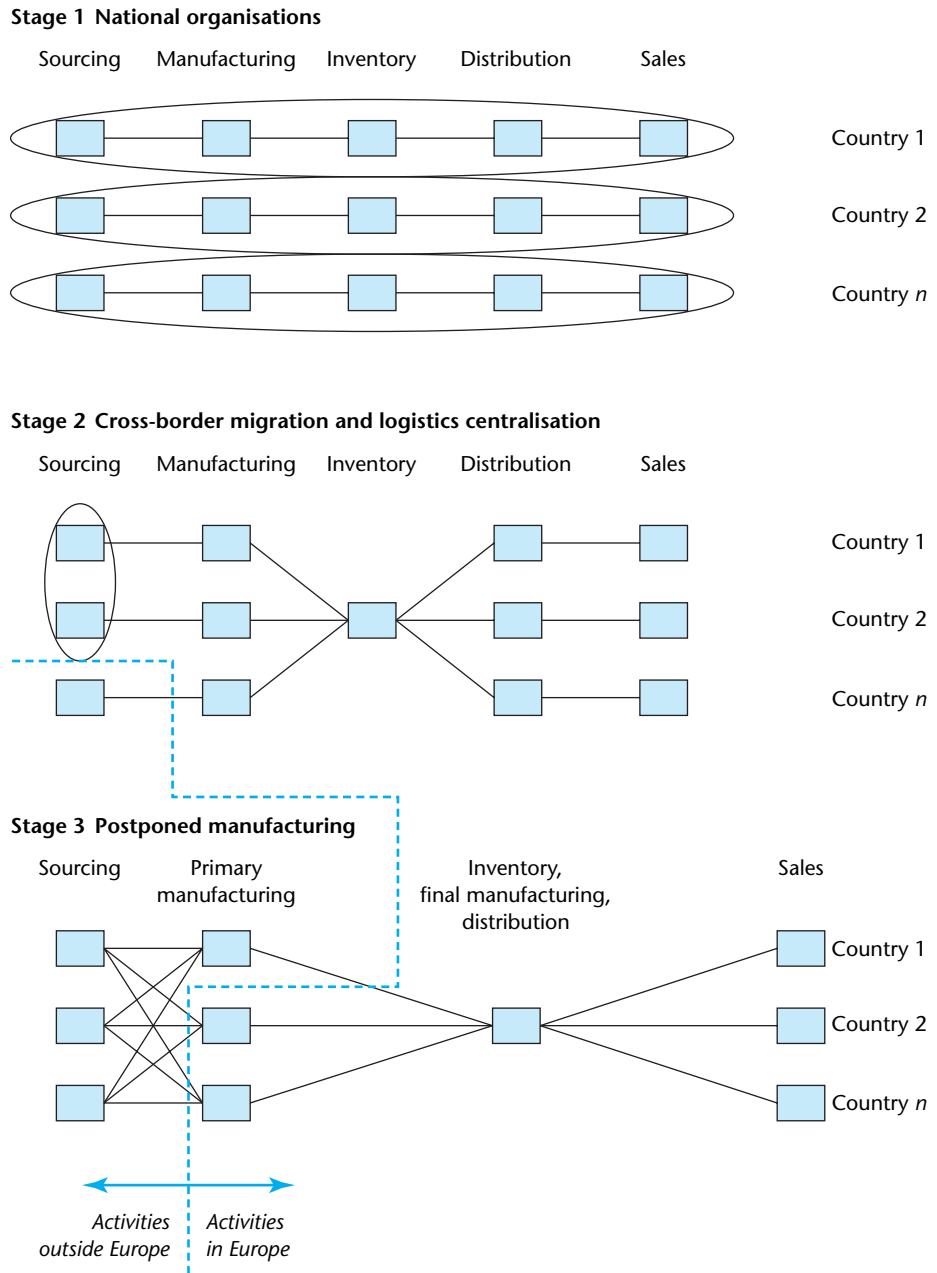 Stage 1 National organisations
Sourcing Manufacturing Inventory Distribution Sales
Country 1
Country 2
Country n
Stage 2 Cross-border migration and logistics centralisation
Sourcing Manufacturing Inventory Distribution Sales
Country 1
Country 2
Country n
Stage 3 Postponed manufacturing
Sourcing
Primary
manufacturing
Inventory,
final manufacturing,
distribution
Sales
Country 1
Country 2
Country n
Activities
outside Europe
Activities
in Europe